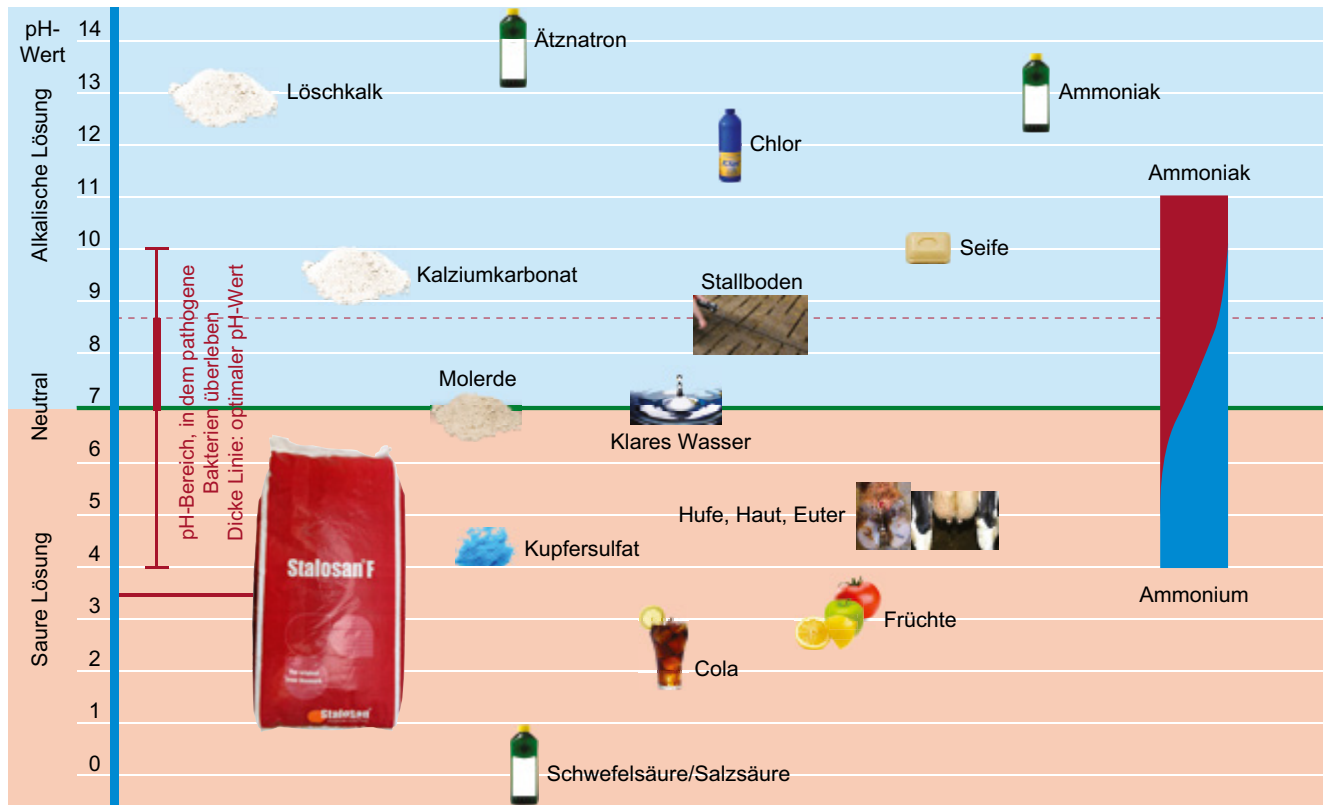 pH-
Wert
14
13
12
11
10
9
8
7
6
5
4
3
2
1
0
Alkalische Lösung
Neutral
Saure Lösung
pH-Bereich, in dem pathogene
Bakterien überleben
Dicke Linie: optimaler pH-Wert
Ätznatron
Löschkalk
Ammoniak
Chlor
Ammoniak
Seife
Kalziumkarbonat
Stallboden
Molerde
Klares Wasser
Hufe, Haut, Euter
Kupfersulfat
Stalosan® F
Ammonium
Früchte
Cola
Stalosan®
Schwefelsäure/Salzsäure